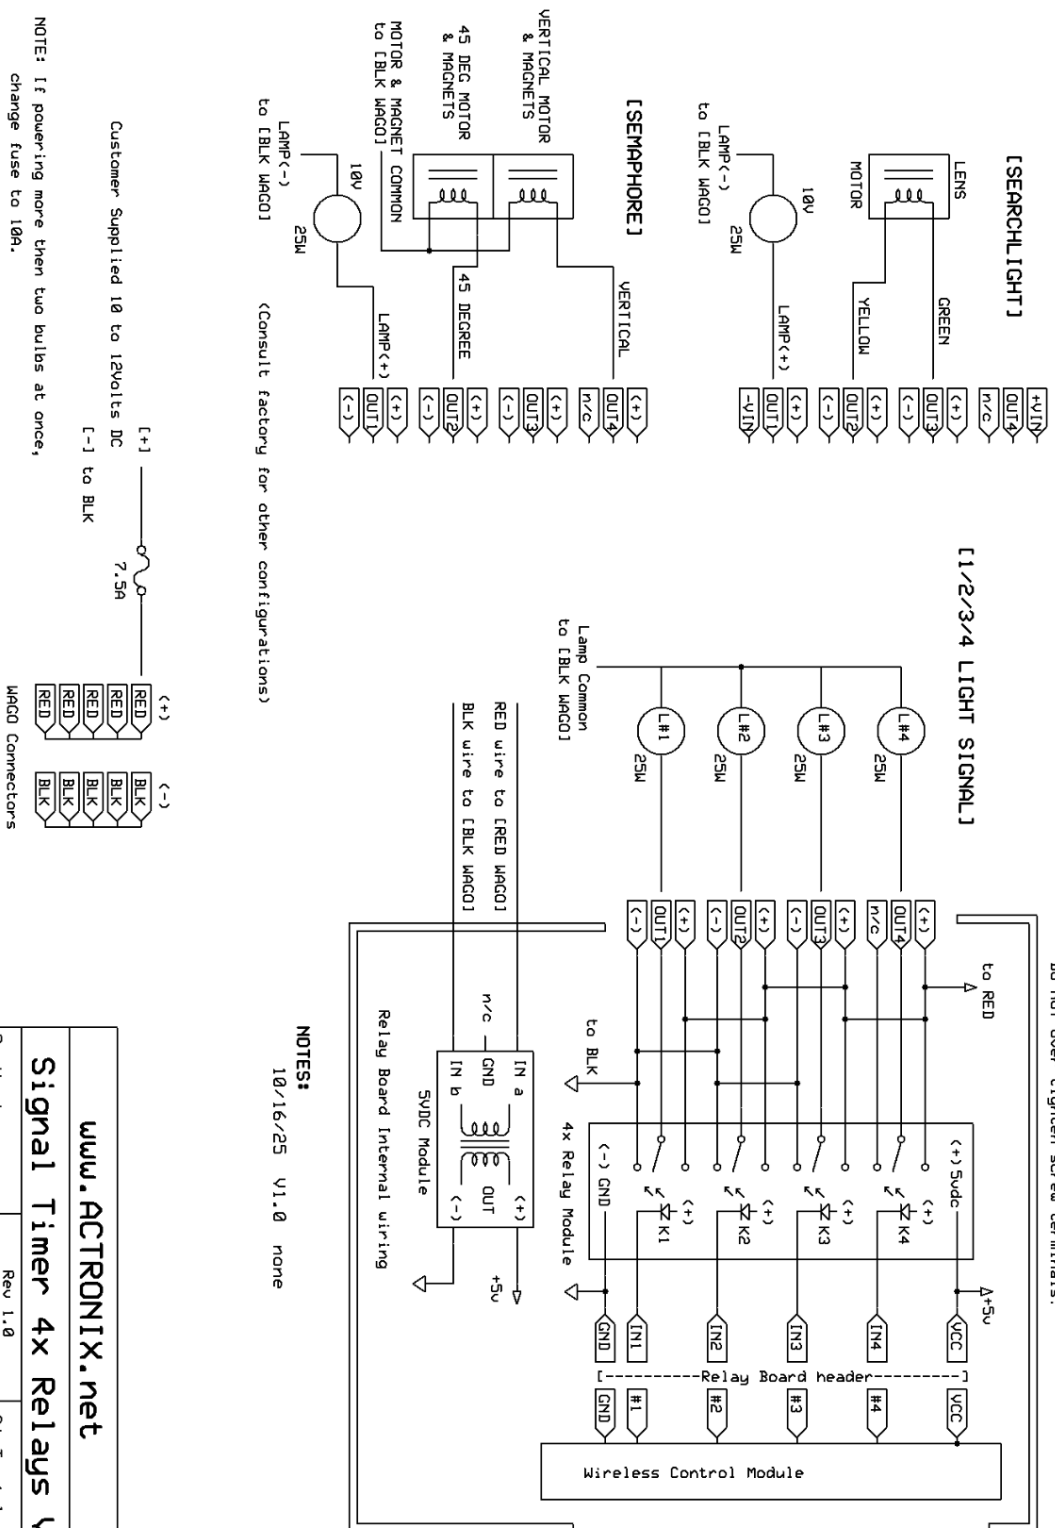 [SEARCHLIGHT]
LENS
MOTOR
GREEN
YELLOW
10V
25W
LAMP(-)
to [BLK WAGO]
LAMP(+)
+VIN
OUT4
n/c
(+)
OUT3
(-)
(+)
OUT2
(-)
(+)
OUT1
-VIN
[SEMAPHORE]
VERTICAL MOTOR
& MAGNETS
45 DEG MOTOR
& MAGNETS
MOTOR & MAGNET COMMON
to [BLK WAGO]
VERTICAL
45 DEGREE
10V
25W
LAMP(-)
to [BLK WAGO]
LAMP(+)
(+)
OUT4
n/c
(+)
OUT3
(-)
(+)
OUT2
(-)
(+)
OUT1
(-)
(Consult factory for other configurations)
Customer Supplied 10 to 12Volts DC
[+]
[-] to BLK
7.5A
NOTE: If powering more then two bulbs at once,
change fuse to 10A.
(+)
RED
RED
RED
RED
RED
(-)
BLK
BLK
BLK
BLK
BLK
WAGO Connectors
[1/2/3/4 LIGHT SIGNAL]
L#4
25W
L#3
25W
L#2
25W
L#1
25W
Lamp Common
to [BLK WAGO]
(+)
OUT4
n/c
(+)
OUT3
(-)
(+)
OUT2
(-)
(+)
OUT1
(-)
to RED
to BLK
(+) 5vdc
(+)
K4
(+)
K3
(+)
K2
(+)
K1
(-) GND
4x Relay Module
+5v
VCC
IN4
IN3
IN2
IN1
GND
[----------Relay Board header---------]
VCC
#4
#3
#2
#1
GND
Wireless Control Module
RED wire to [RED WAGO]
BLK wire to [BLK WAGO]
n/c
IN a
GND
IN b
(+)
OUT
(-)
5VDC Module
+5v
Relay Board Internal wiring
NOTES:
10/16/25 V1.0 none
www.ACTRONIX.net
Signal Timer 4x Relays
Rev 1.0